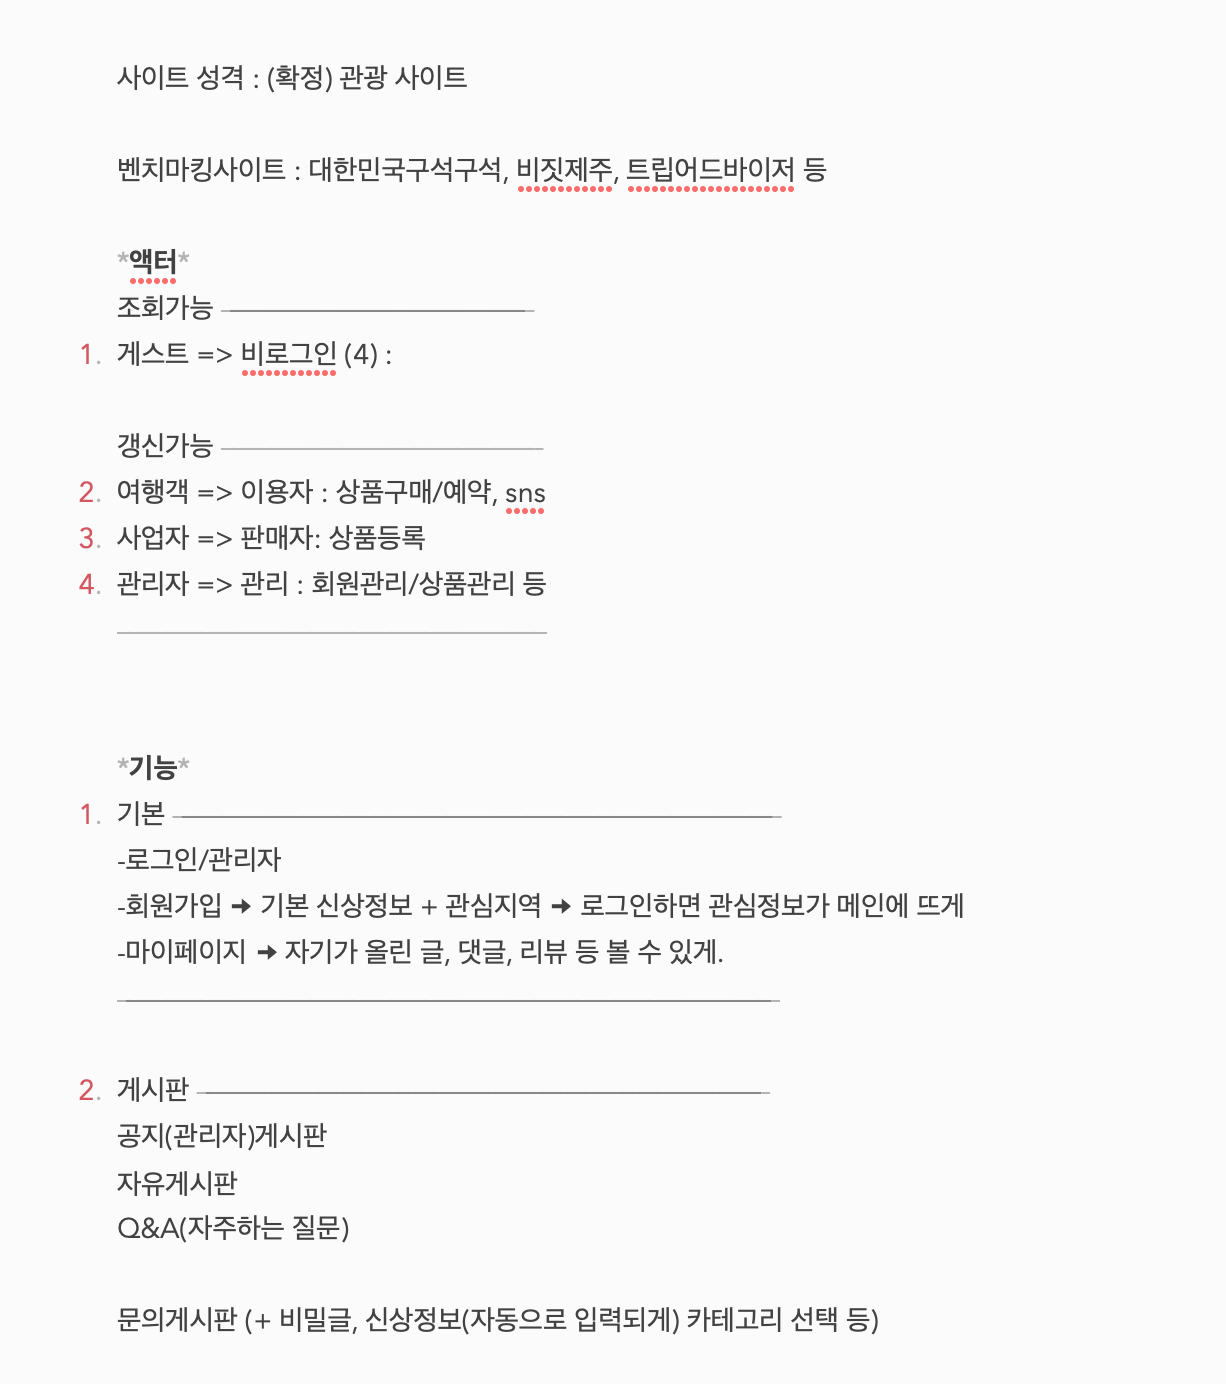 사이트 성격 : (확정) 관광 사이트
벤치마킹사이트 : 대한민국구석구석, 비짓제주, 트립어드바이저 등
*액터*
조회가능 ————————————
1. 게스트 => 비로그인 (4) :
갱신가능 ————————————
2. 여행객 => 이용자 : 상품구매/예약, sns
3. 사업자 => 판매자: 상품등록
4. 관리자 => 관리 : 회원관리/상품관리 등
————————————————
*기능*
1. 기본 ———————————————————————
-로그인/관리자
-회원가입 → 기본 신상정보 + 관심지역 → 로그인하면 관심정보가 메인에 뜨게
-마이페이지 → 자기가 올린 글, 댓글, 리뷰 등 볼 수 있게.
—————————————————————————
2. 게시판 —————————————————————
공지(관리자)게시판
자유게시판
Q&A(자주하는 질문)
문의게시판 (+ 비밀글, 신상정보(자동으로 입력되게) 카테고리 선택 등)